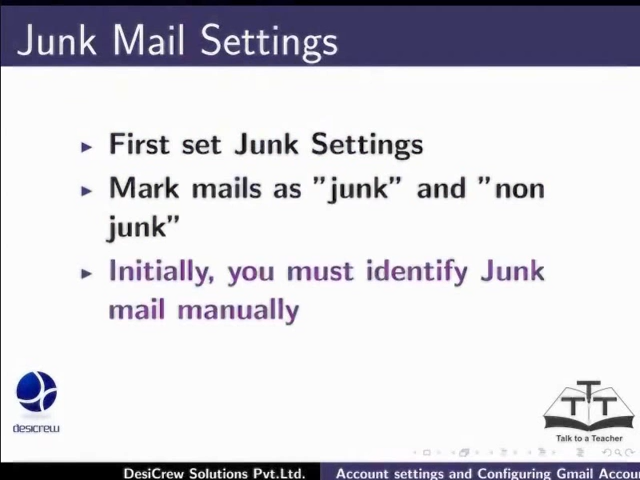 Junk Mail Settings
First set Junk Settings
Mark mails as "junk" and "non
junk"
Initially, you must identify Junk
mail manually
desicrew
TTT
Talk to a Teacher
DesiCrew Solutions Pvt.Ltd.
Account settings and Configuring Gmail Accou